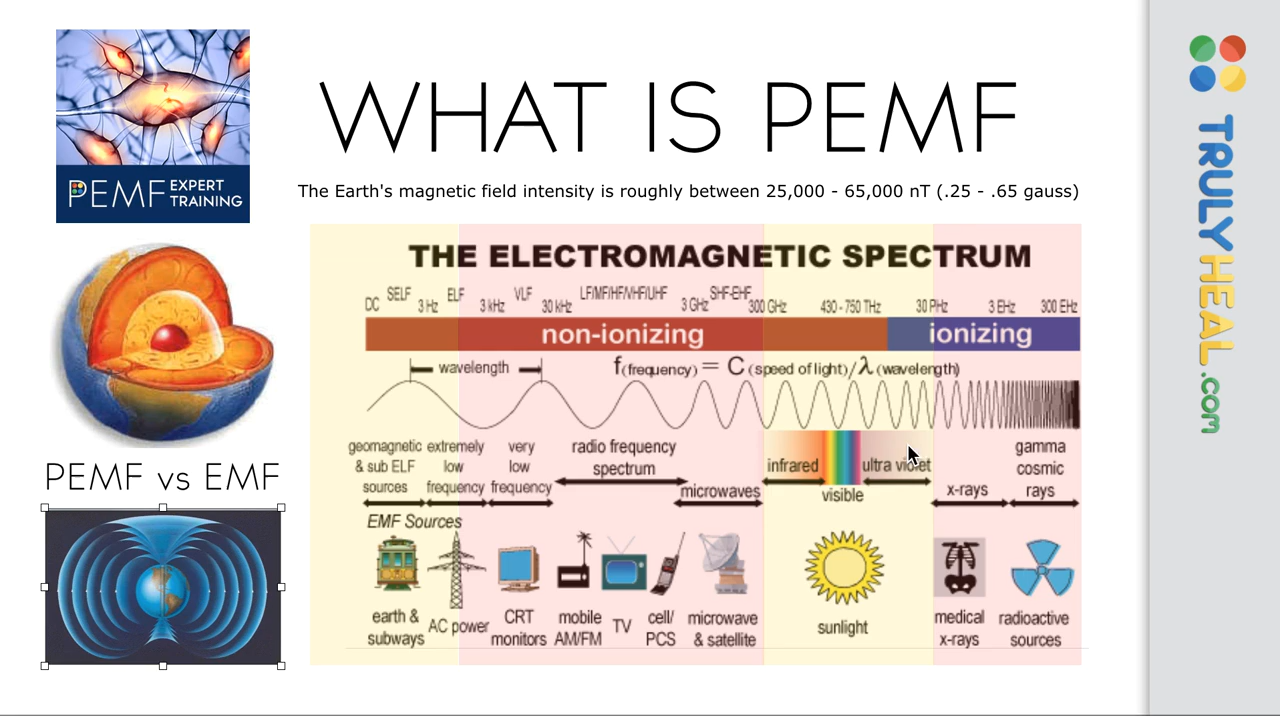 WHAT IS PEMF
The Earth's magnetic field intensity is roughly between 25,000 - 65,000 nT (.25 - .65 gauss)
PEMF EXPERT
TRAINING
PEMF vs EMF
THE ELECTROMAGNETIC SPECTRUM
DC SELF 3 Hz ELF 3 kHz VLF 30 kHz LF/MF/HF/VHF/UHF 3 GHz SHF-EHF 300 GHz 430 - 750 THz 30 PHz 3 EHz 300 EHz
non-ionizing ionizing
wavelength f(frequency) = C (speed of light)/λ(wavelength)
geomagnetic
& sub ELF
sources
extremely
low
frequency
very
low
frequency
radio frequency
spectrum
microwaves
infrared
visible
ultra violet
x-rays
gamma
cosmic
rays
EMF Sources
earth &
subways
AC power
CRT
monitors
mobile
AM/FM
TV
cell/
PCS
microwave
& satellite
sunlight
medical
x-rays
radioactive
sources
TRULYHEAL.com